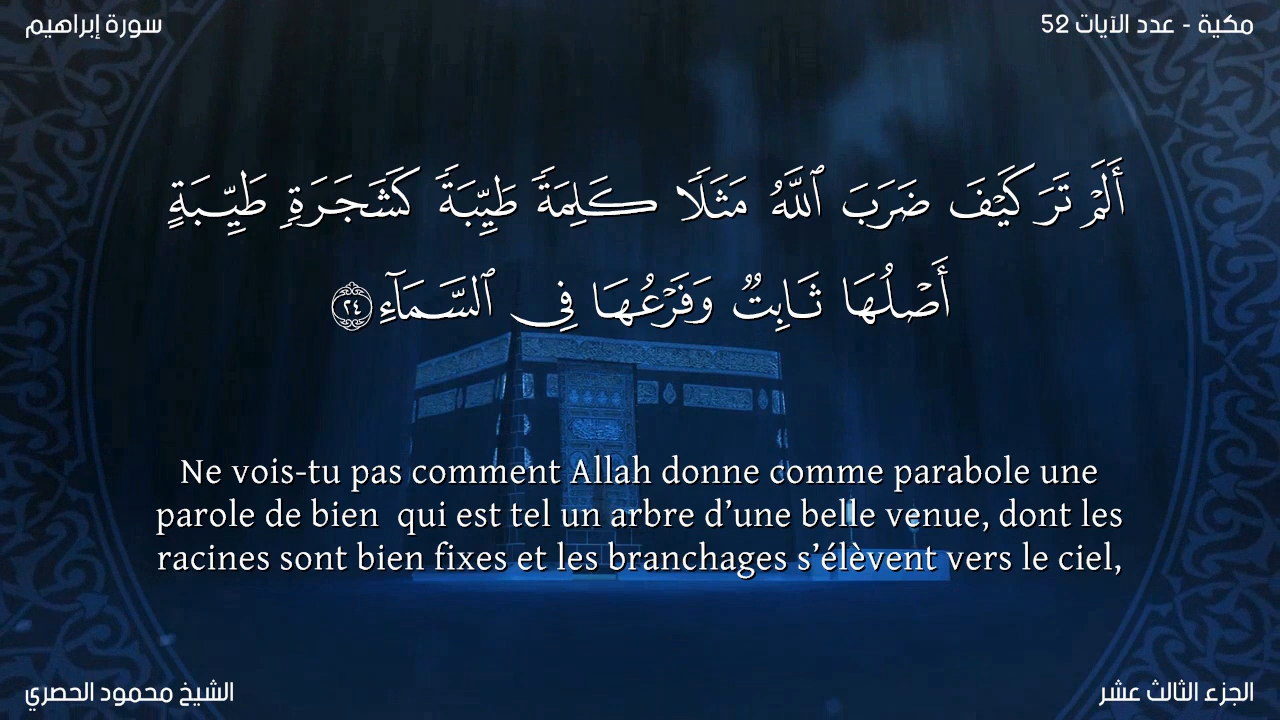 سورة إبراهيم
مكية - عدد الآيات 52
أَلَمْ تَرَ كَيْفَ ضَرَبَ ٱللَّهُ مَثَلًا كَلِمَةً طَيِّبَةً كَشَجَرَةٍ طَيِّبَةٍ
أَصْلُهَا ثَابِتٌ وَفَرْعُهَا فِى ٱلسَّمَآءِ ٢٤
Ne vois-tu pas comment Allah donne comme parabole une
parole de bien  qui est tel un arbre d’une belle venue, dont les
racines sont bien fixes et les branchages s’élèvent vers le ciel,
الشيخ محمود الحصري
الجزء الثالث عشر